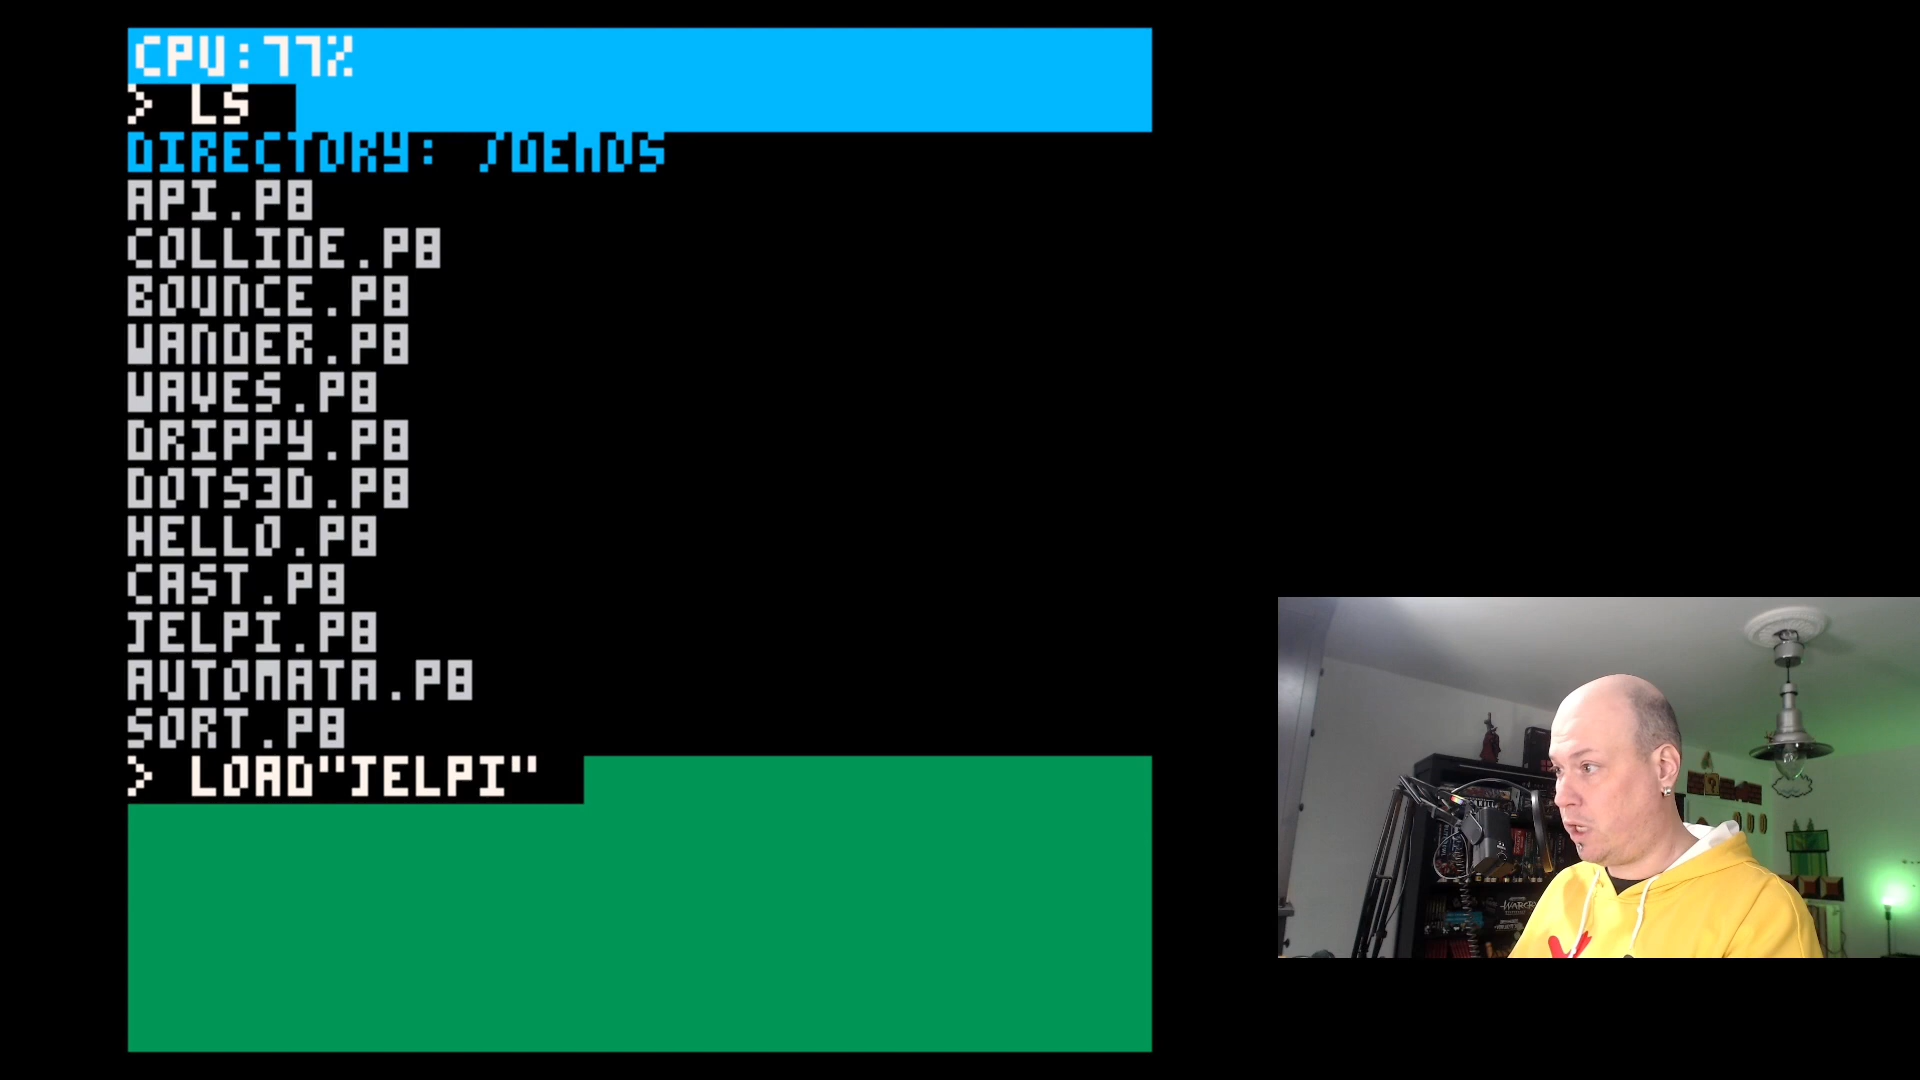 CPU:77%
> LS
DIRECTORY: /DEMOS
API.P8
COLLIDE.P8
BOUNCE.P8
WANDER.P8
WAVES.P8
DRIPPY.P8
DOTS3D.P8
HELLO.P8
CAST.P8
JELPI.P8
AUTOMATA.P8
SORT.P8
> LOAD"JELPI"